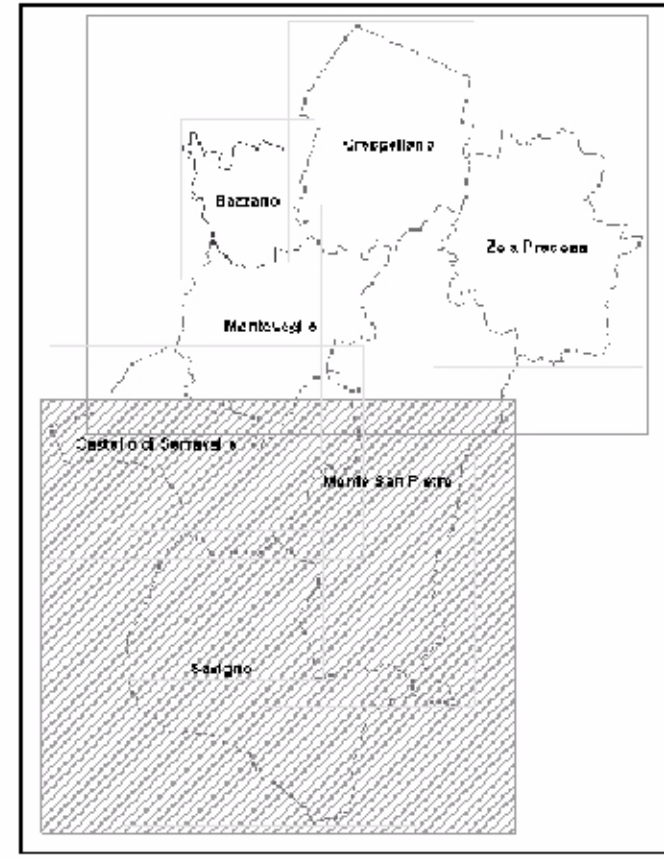 Crespellano
Bazzano
Zola Predosa
Monteveglio
Castello di Serravalle
Monte San Pietro
Savigno